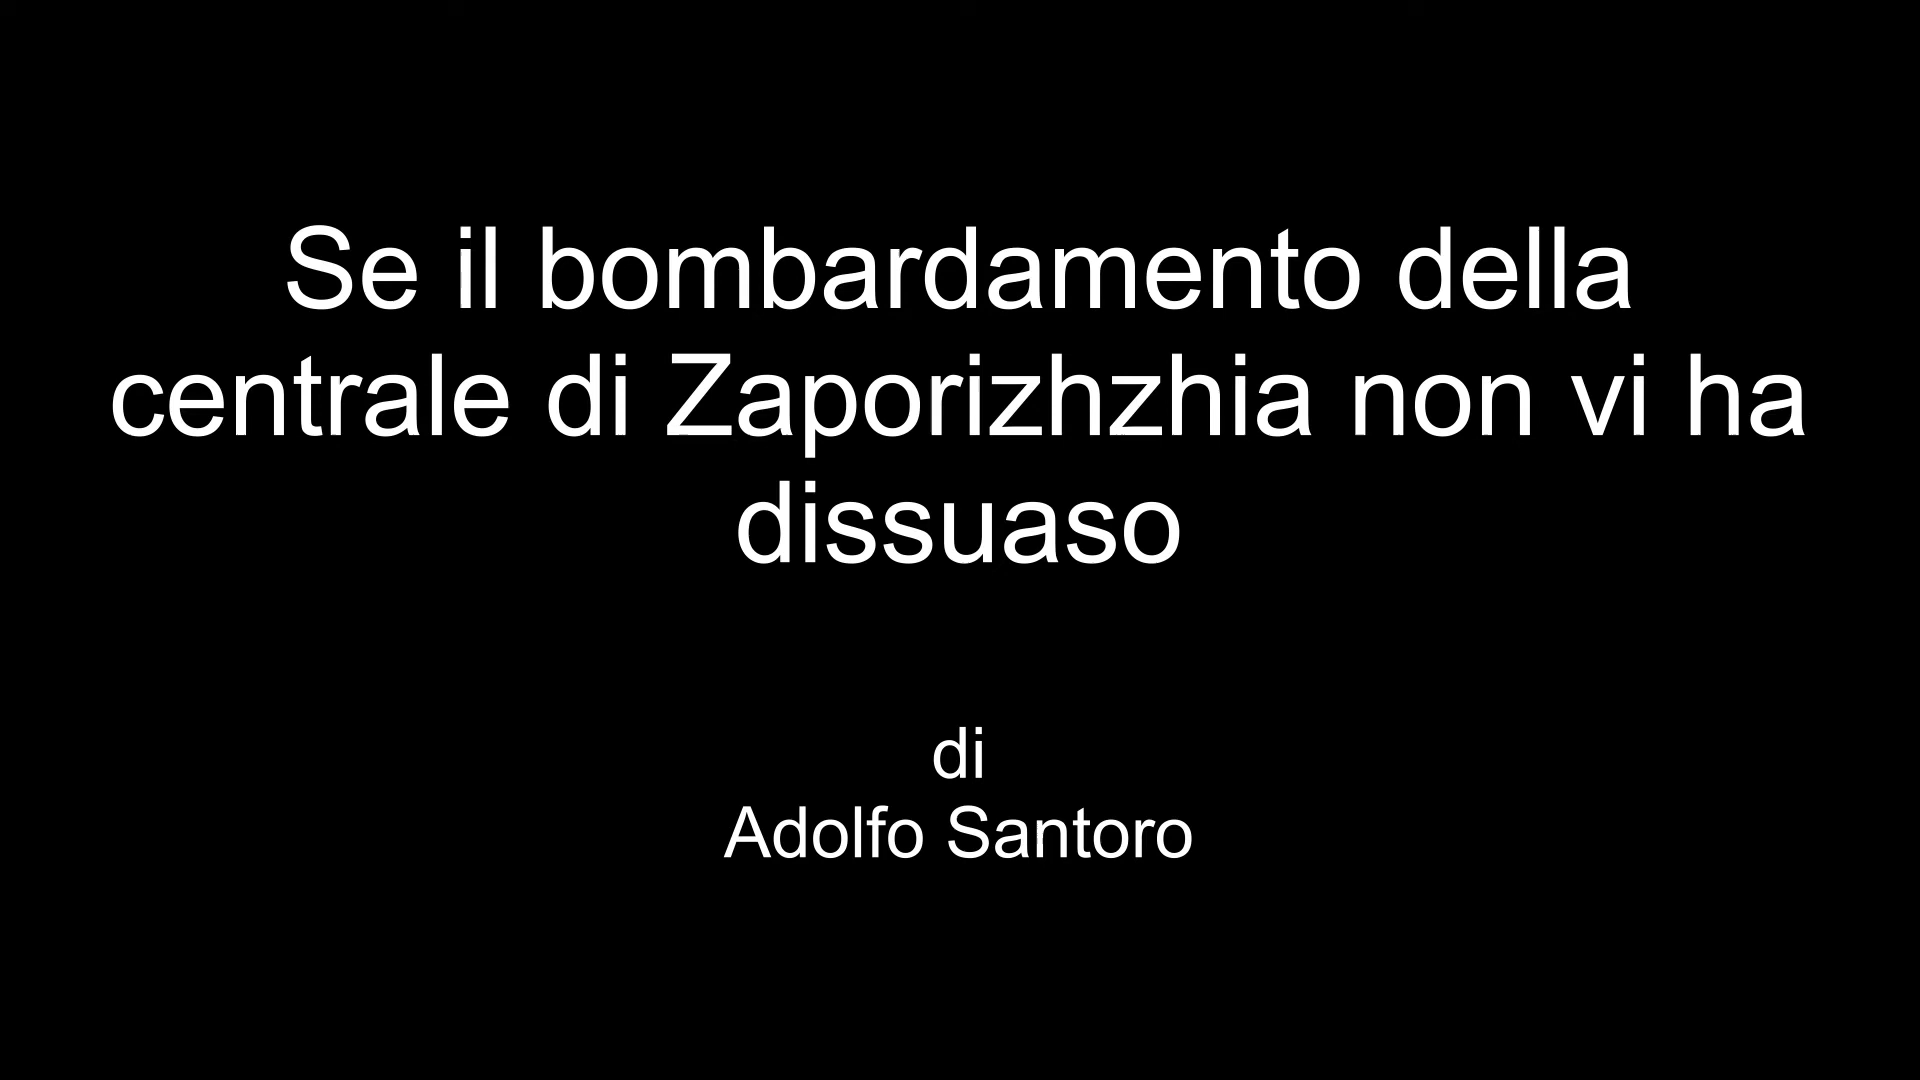 Se il bombardamento della
centrale di Zaporizhzhia non vi ha
dissuaso
di
Adolfo Santoro